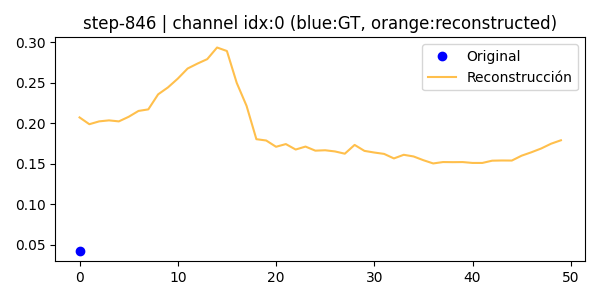 step-846 | channel idx:0 (blue:GT, orange:reconstructed)
Original
Reconstrucción
0.30
0.25
0.20
0.15
0.10
0.05
0 10 20 30 40 50